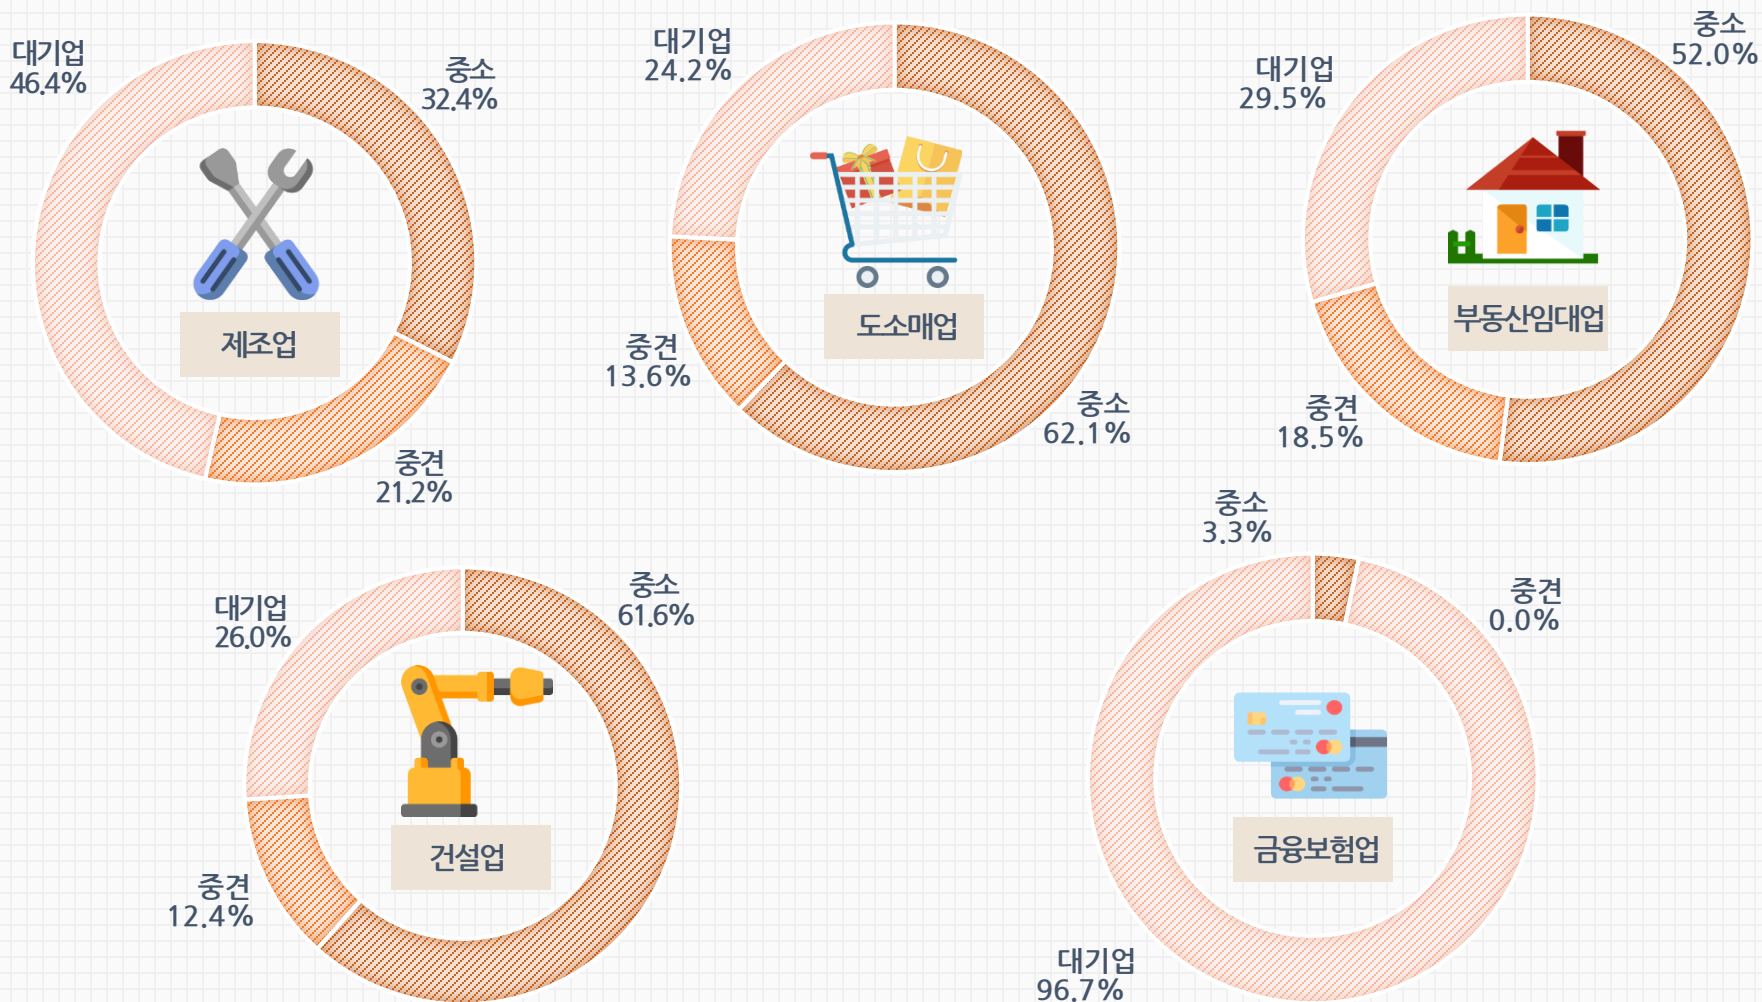 대기업
46.4%
중소
32.4%
제조업
중견
21.2%
대기업
24.2%
도소매업
중견
13.6%
중소
62.1%
중소
52.0%
대기업
29.5%
부동산임대업
중견
18.5%
대기업
26.0%
중소
61.6%
건설업
중견
12.4%
중소
3.3%
중견
0.0%
금융보험업
대기업
96.7%